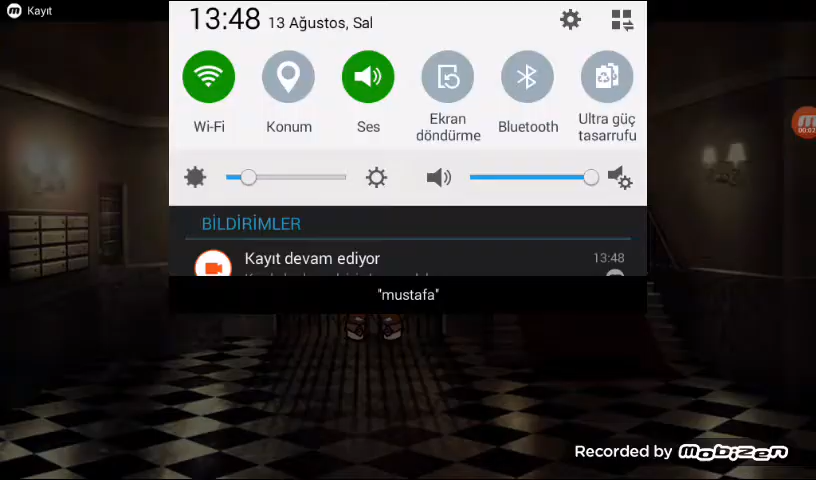 Kayıt
13:48 13 Ağustos, Sal
Wi-Fi
Konum
Ses
Ekran
döndürme
Bluetooth
Ultra güç
tasarrufu
BİLDİRİMLER
Kayıt devam ediyor
13:48
"mustafa"
Recorded by Mobizen